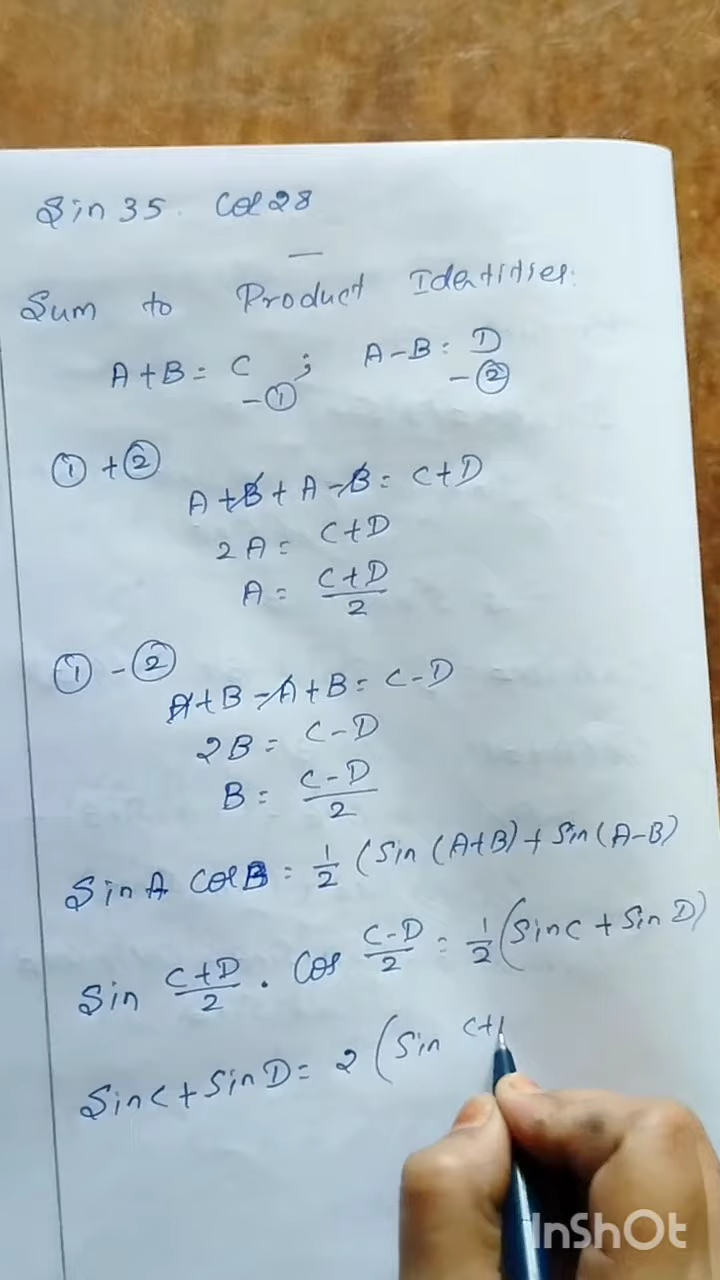 Sin 35. Cos 28
Sum to Product Identities:
A + B = C - ① ; A - B = D - ②
① + ②
A + B + A - B = C + D
2A = C + D
A = (C + D)/2
① - ②
A + B - A + B = C - D
2B = C - D
B = (C - D)/2
Sin A Cos B = 1/2 (Sin (A+B) + Sin (A-B)
Sin (C+D)/2 . Cos (C-D)/2 = 1/2 (Sin C + Sin D)
Sin C + Sin D = 2 (Sin C+
InShOt